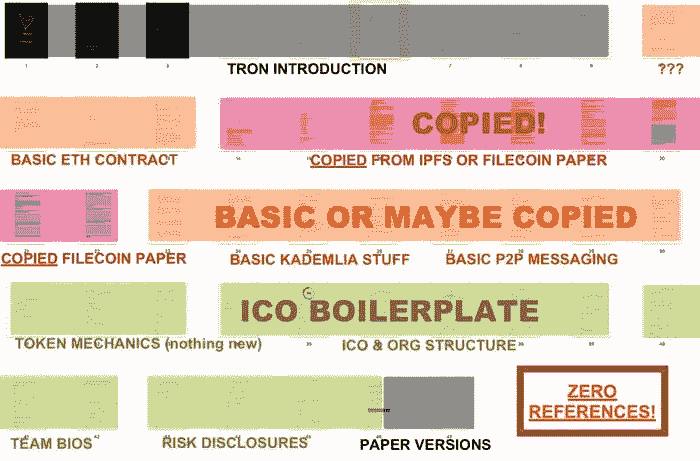 TRON INTRODUCTION
???
COPIED!
BASIC ETH CONTRACT
COPIED FROM IPFS OR FILECOIN PAPER
BASIC OR MAYBE COPIED
COPIED FILECOIN PAPER
BASIC KADEMLIA STUFF
BASIC P2P MESSAGING
ICO BOILERPLATE
TOKEN MECHANICS (nothing new)
ICO & ORG STRUCTURE
ZERO
REFERENCES!
TEAM BIOS
RISK DISCLOSURES
PAPER VERSIONS